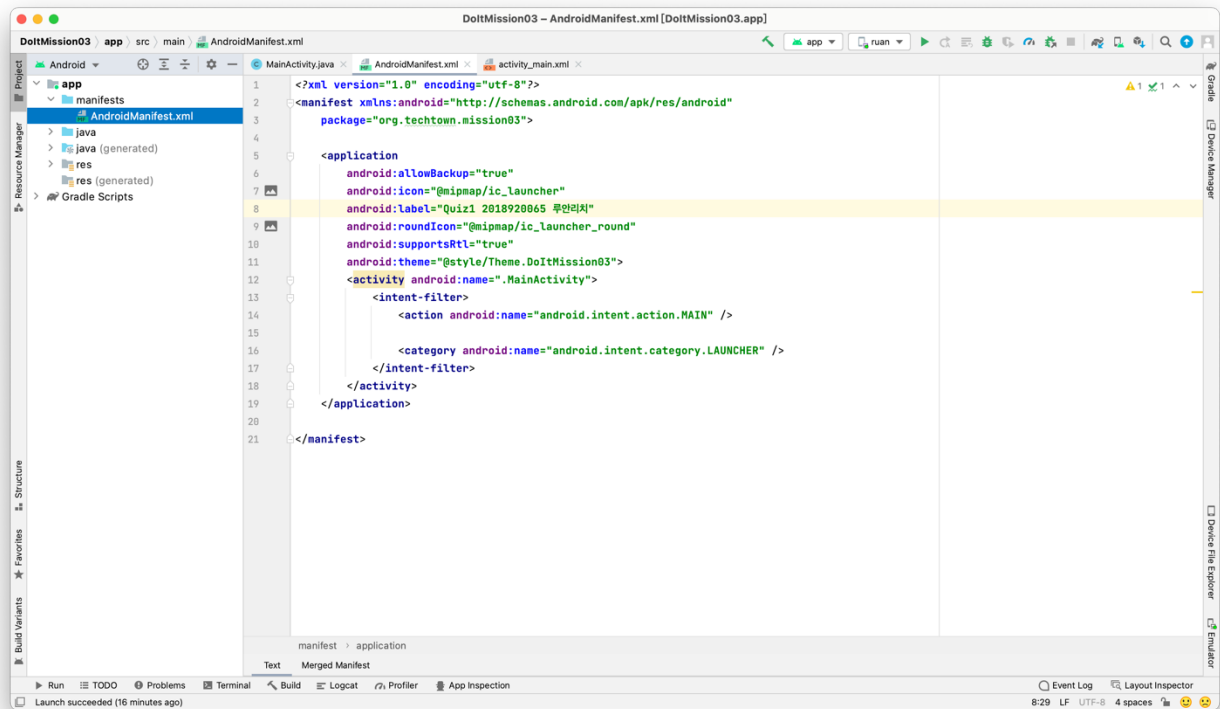 DoItMission03 – AndroidManifest.xml [DoItMission03.app]
DoItMission03 > app > src > main > AndroidManifest.xml
app
ruan
Project
Resource Manager
Structure
Favorites
Build Variants
Android
app
manifests
AndroidManifest.xml
java
java (generated)
res
res (generated)
Gradle Scripts
MainActivity.java
AndroidManifest.xml
activity_main.xml
1 <?xml version="1.0" encoding="utf-8"?>
2 <manifest xmlns:android="http://schemas.android.com/apk/res/android"
3 package="org.techtown.mission03">
4
5 <application
6 android:allowBackup="true"
7 android:icon="@mipmap/ic_launcher"
8 android:label="Quiz1 2018920065 루안리치"
9 android:roundIcon="@mipmap/ic_launcher_round"
10 android:supportsRtl="true"
11 android:theme="@style/Theme.DoItMission03">
12 <activity android:name=".MainActivity">
13 <intent-filter>
14 <action android:name="android.intent.action.MAIN" />
15
16 <category android:name="android.intent.category.LAUNCHER" />
17 </intent-filter>
18 </activity>
19 </application>
20
21 </manifest>
1 1
Gradle
Device Manager
Device File Explorer
Emulator
manifest > application
Text Merged Manifest
Run TODO Problems Terminal Build Logcat Profiler App Inspection Event Log Layout Inspector
Launch succeeded (16 minutes ago) 8:29 LF UTF-8 4 spaces